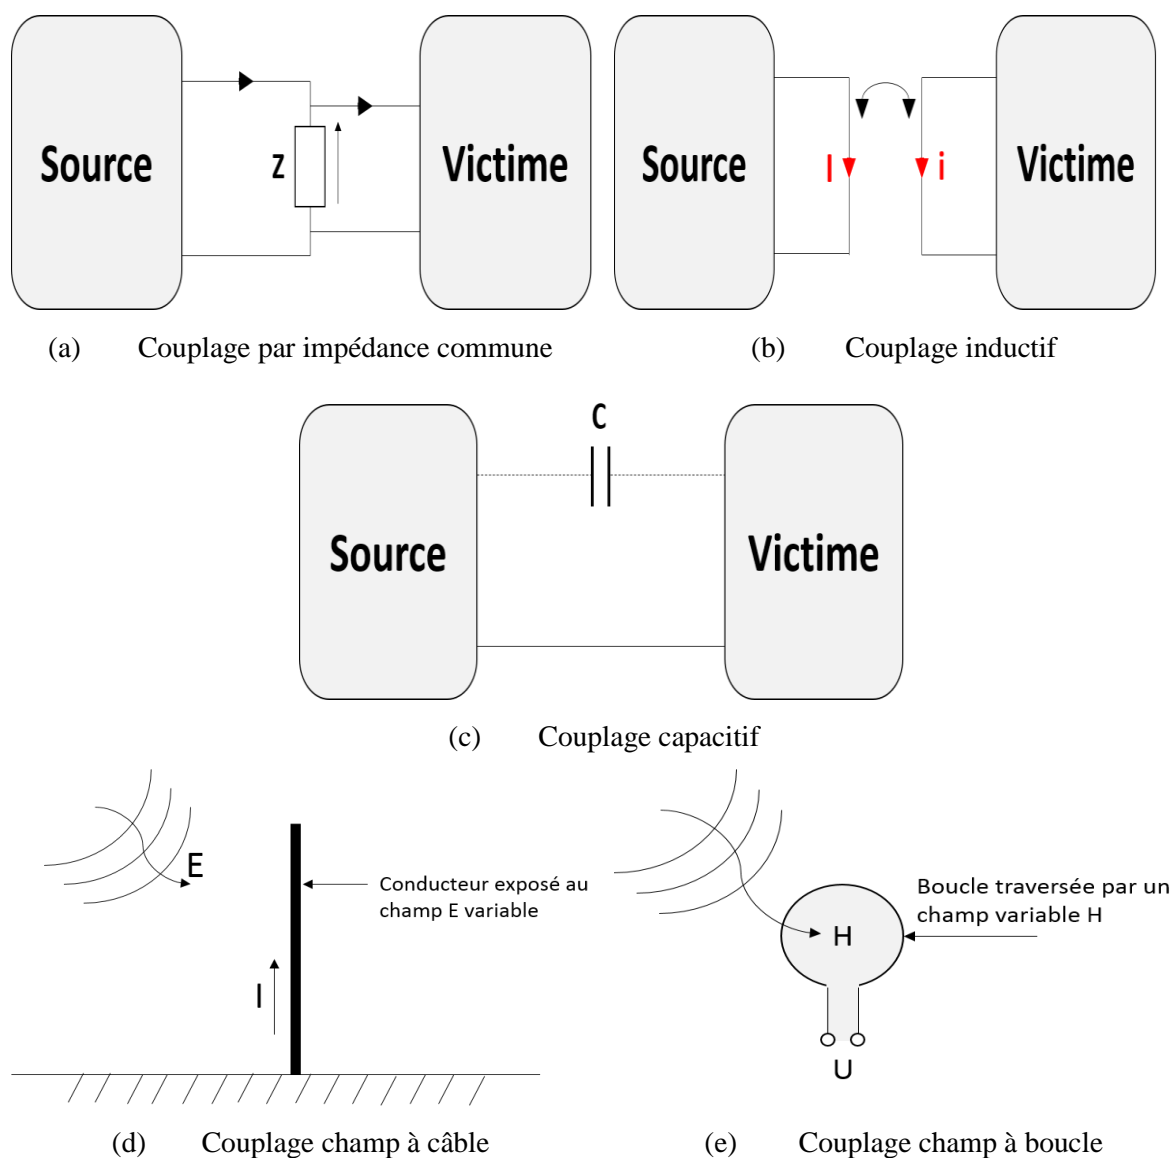 Source
Z
Victime
Source
I
i
Victime
(a) Couplage par impédance commune
(b) Couplage inductif
C
Source
Victime
(c) Couplage capacitif
E
Conducteur exposé au
champ E variable
I
Boucle traversée par un
champ variable H
H
U
(d) Couplage champ à câble
(e) Couplage champ à boucle